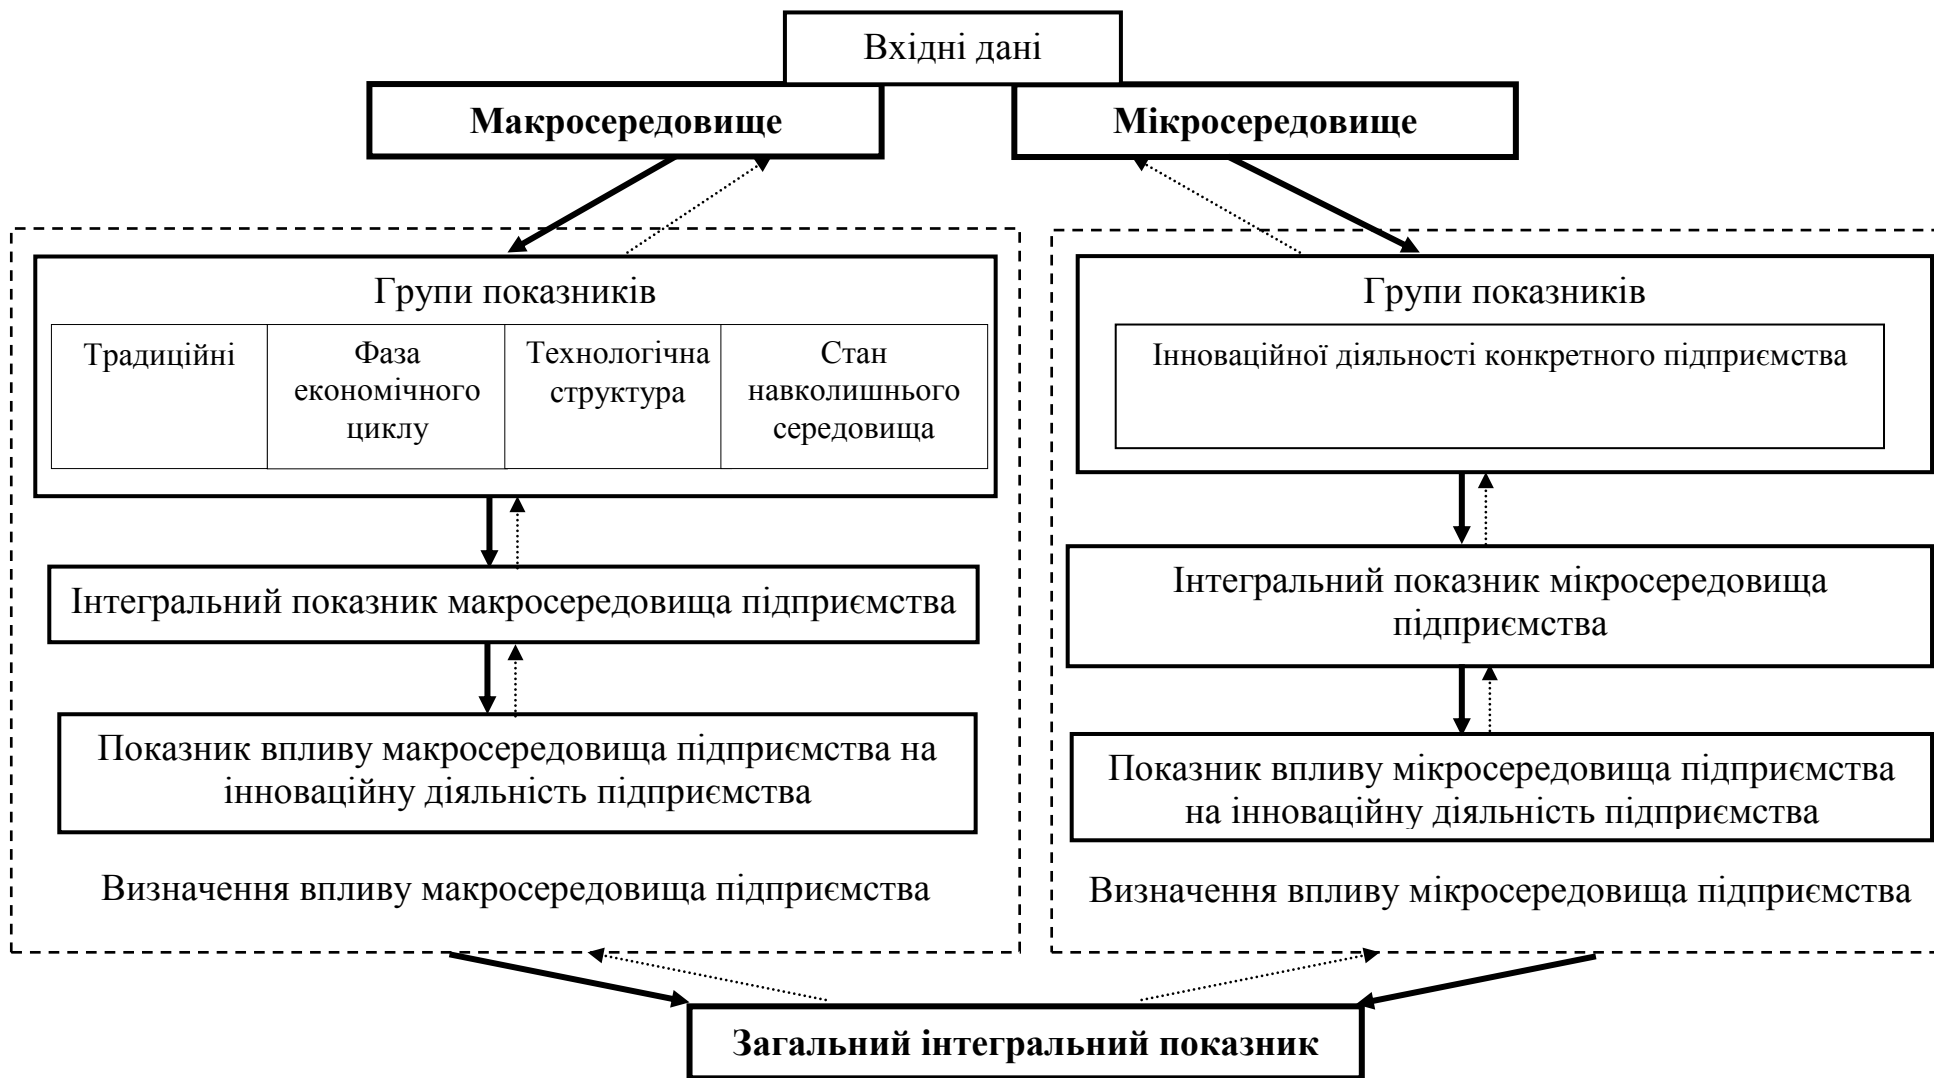 Вхідні дані
Макросередовище
Мікросередовище
Групи показників
Традиційні
Фаза
економічного
циклу
Технологічна
структура
Стан
навколишнього
середовища
Інтегральний показник макросередовища підприємства
Показник впливу макросередовища підприємства на
інноваційну діяльність підприємства
Визначення впливу макросередовища підприємства
Групи показників
Інноваційної діяльності конкретного підприємства
Інтегральний показник мікросередовища
підприємства
Показник впливу мікросередовища підприємства
на інноваційну діяльність підприємства
Визначення впливу мікросередовища підприємства
Загальний інтегральний показник